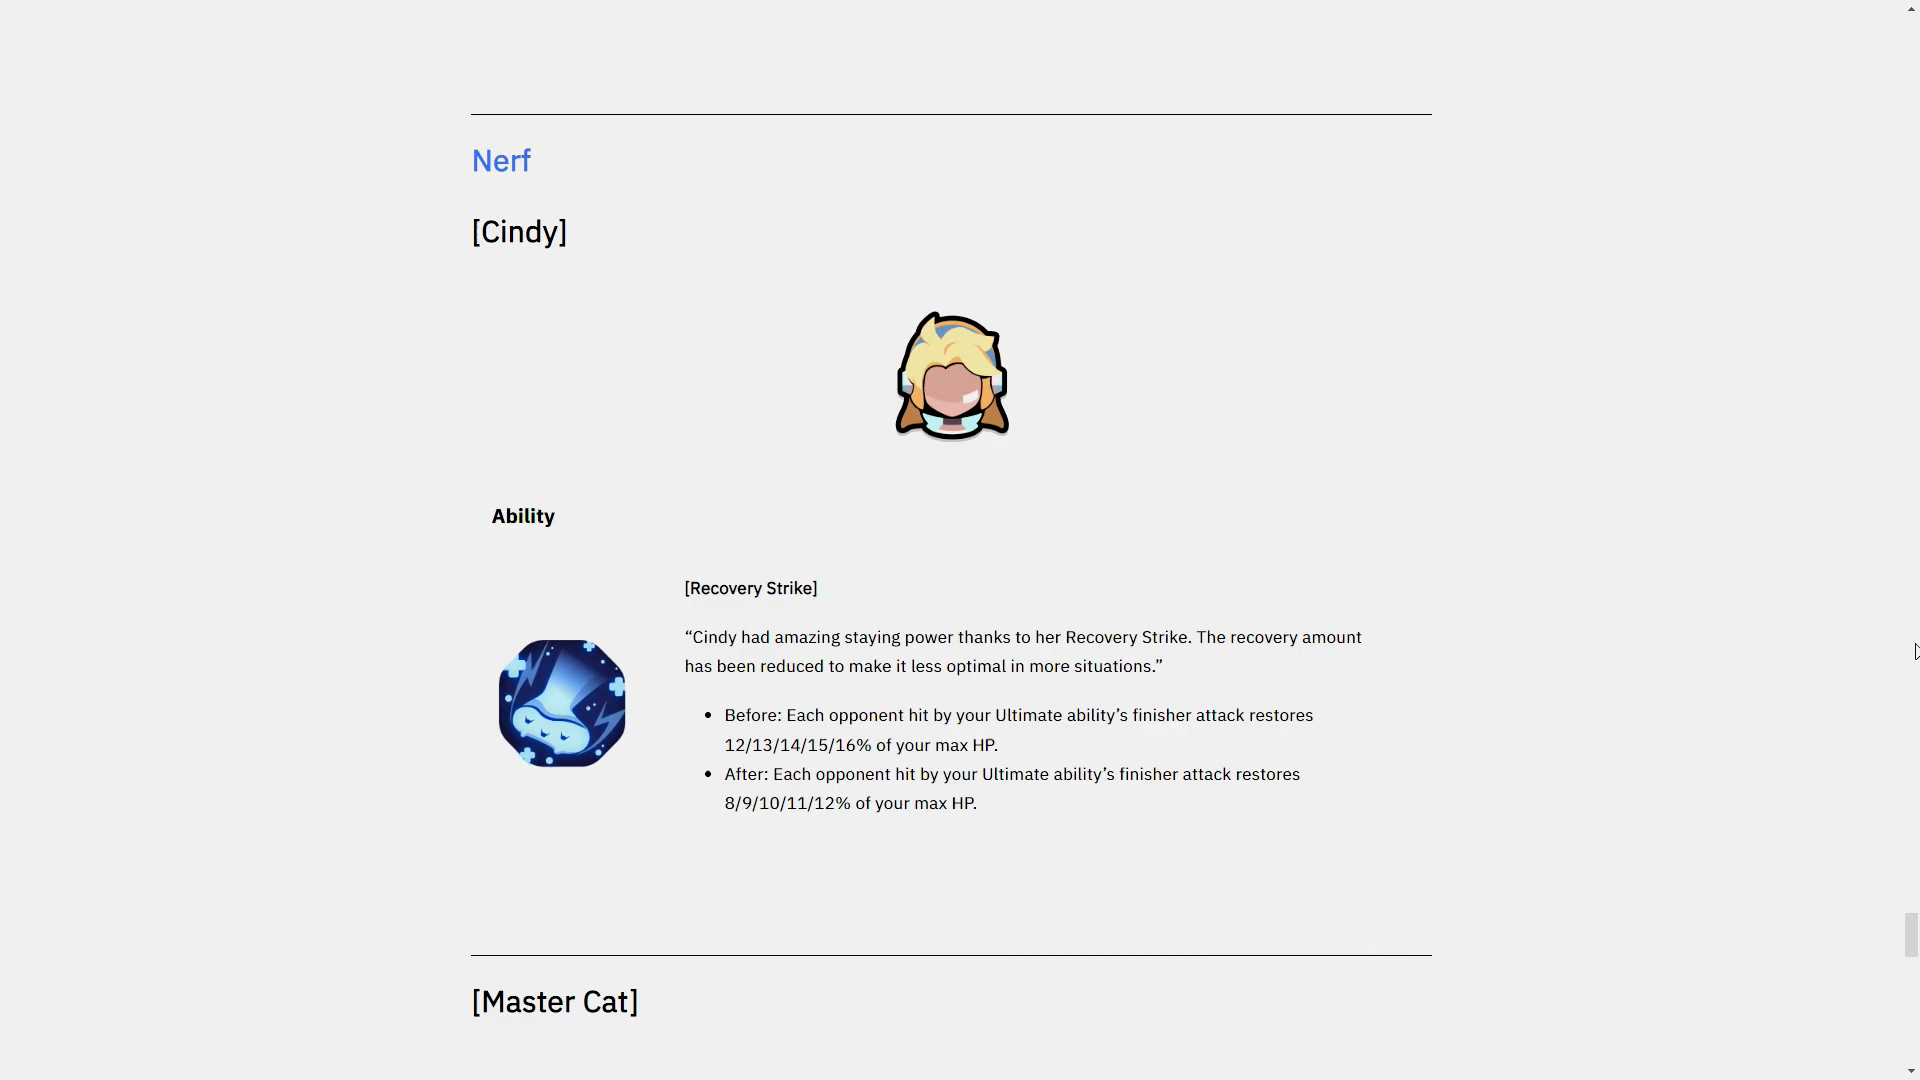 Nerf
[Cindy]
Ability
[Recovery Strike]
“Cindy had amazing staying power thanks to her Recovery Strike. The recovery amount
has been reduced to make it less optimal in more situations.”
• Before: Each opponent hit by your Ultimate ability’s finisher attack restores
12/13/14/15/16% of your max HP.
• After: Each opponent hit by your Ultimate ability’s finisher attack restores
8/9/10/11/12% of your max HP.
[Master Cat]